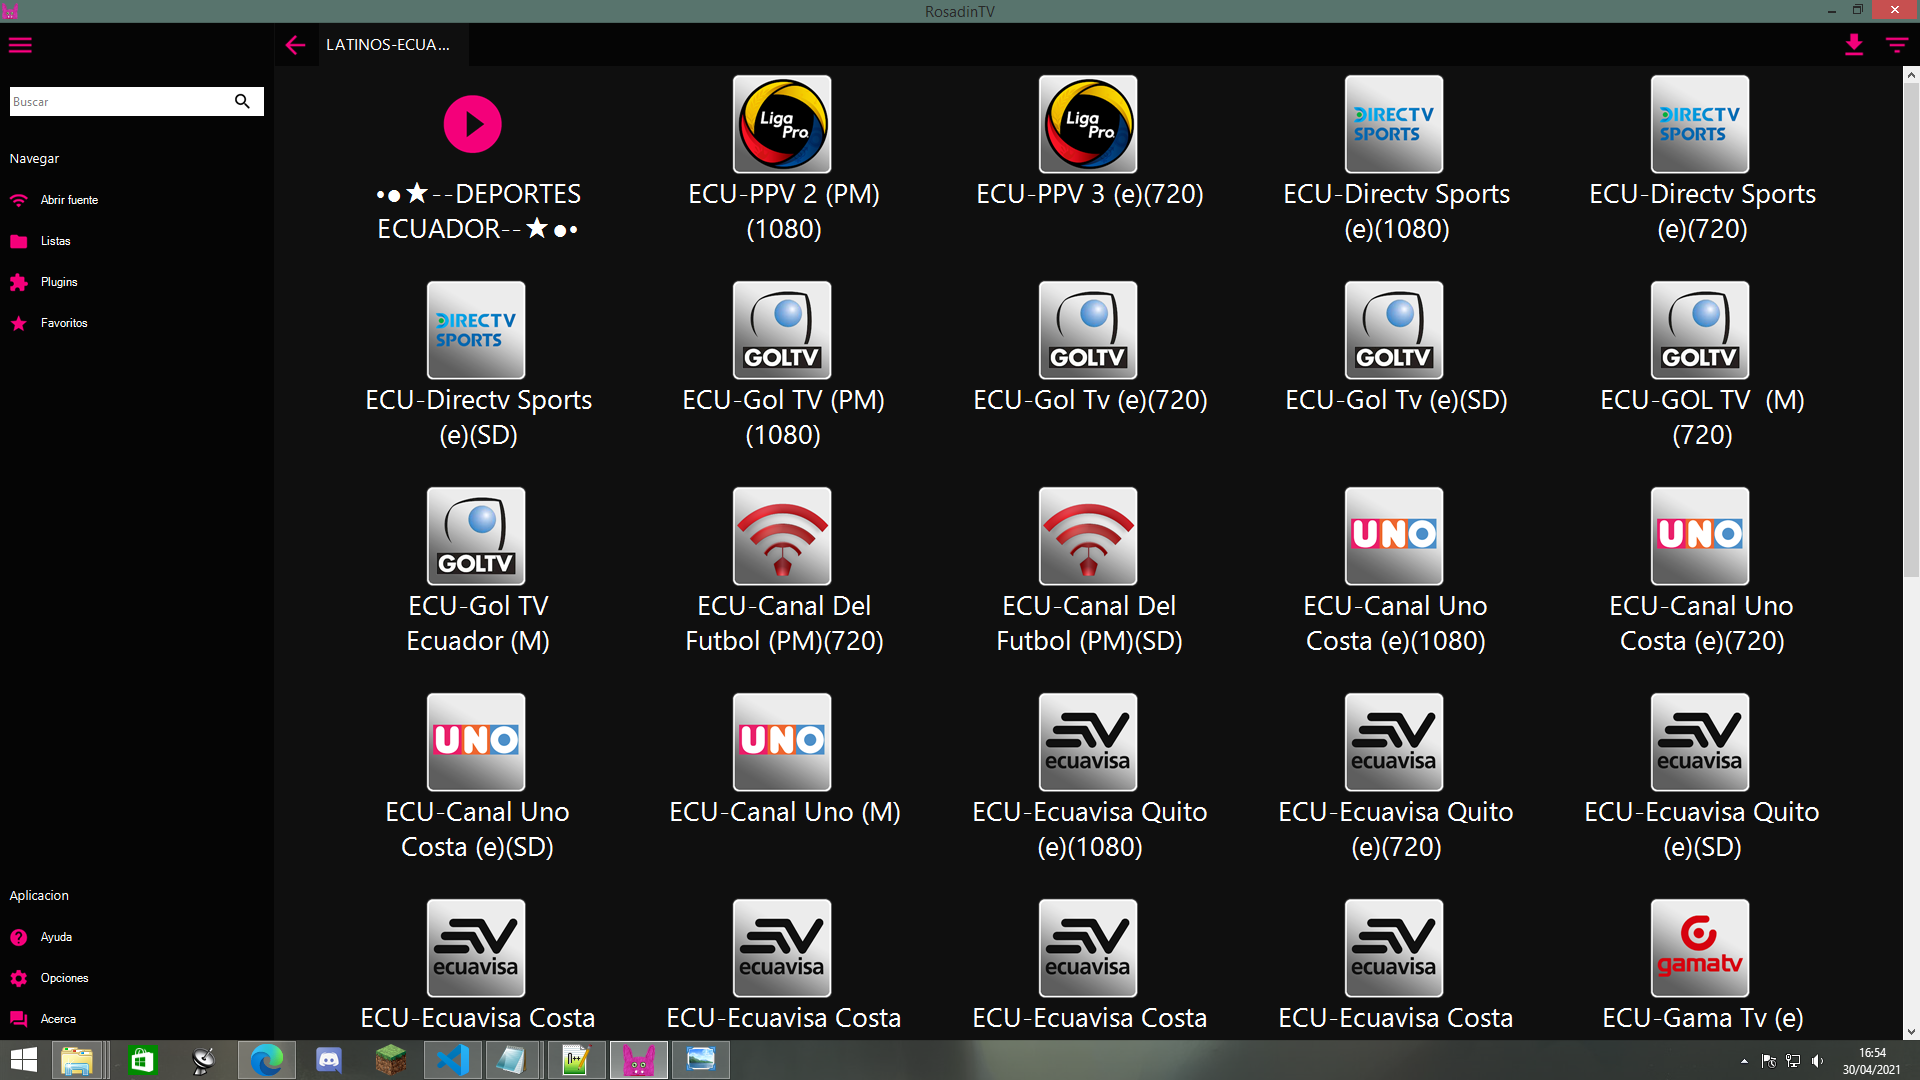 RosadinTV
LATINOS-ECUA...
Buscar
Navegar
Abrir fuente
Listas
Plugins
Favoritos
Aplicacion
Ayuda
Opciones
Acerca
Liga Pro
Liga Pro
DIRECTV SPORTS
DIRECTV SPORTS
•●★--DEPORTES
ECUADOR--★●•
ECU-PPV 2 (PM)
(1080)
ECU-PPV 3 (e)(720)
ECU-Directv Sports
(e)(1080)
ECU-Directv Sports
(e)(720)
DIRECTV SPORTS
GOLTV
GOLTV
GOLTV
GOLTV
ECU-Directv Sports
(e)(SD)
ECU-Gol TV (PM)
(1080)
ECU-Gol Tv (e)(720)
ECU-Gol Tv (e)(SD)
ECU-GOL TV  (M)
(720)
GOLTV
UNO
UNO
ECU-Gol TV
Ecuador (M)
ECU-Canal Del
Futbol (PM)(720)
ECU-Canal Del
Futbol (PM)(SD)
ECU-Canal Uno
Costa (e)(1080)
ECU-Canal Uno
Costa (e)(720)
UNO
UNO
ecuavisa
ecuavisa
ecuavisa
ECU-Canal Uno
Costa (e)(SD)
ECU-Canal Uno (M)
ECU-Ecuavisa Quito
(e)(1080)
ECU-Ecuavisa Quito
(e)(720)
ECU-Ecuavisa Quito
(e)(SD)
ecuavisa
ecuavisa
ecuavisa
ecuavisa
gamatv
ECU-Ecuavisa Costa
ECU-Ecuavisa Costa
ECU-Ecuavisa Costa
ECU-Ecuavisa Costa
ECU-Gama Tv (e)
16:54
30/04/2021